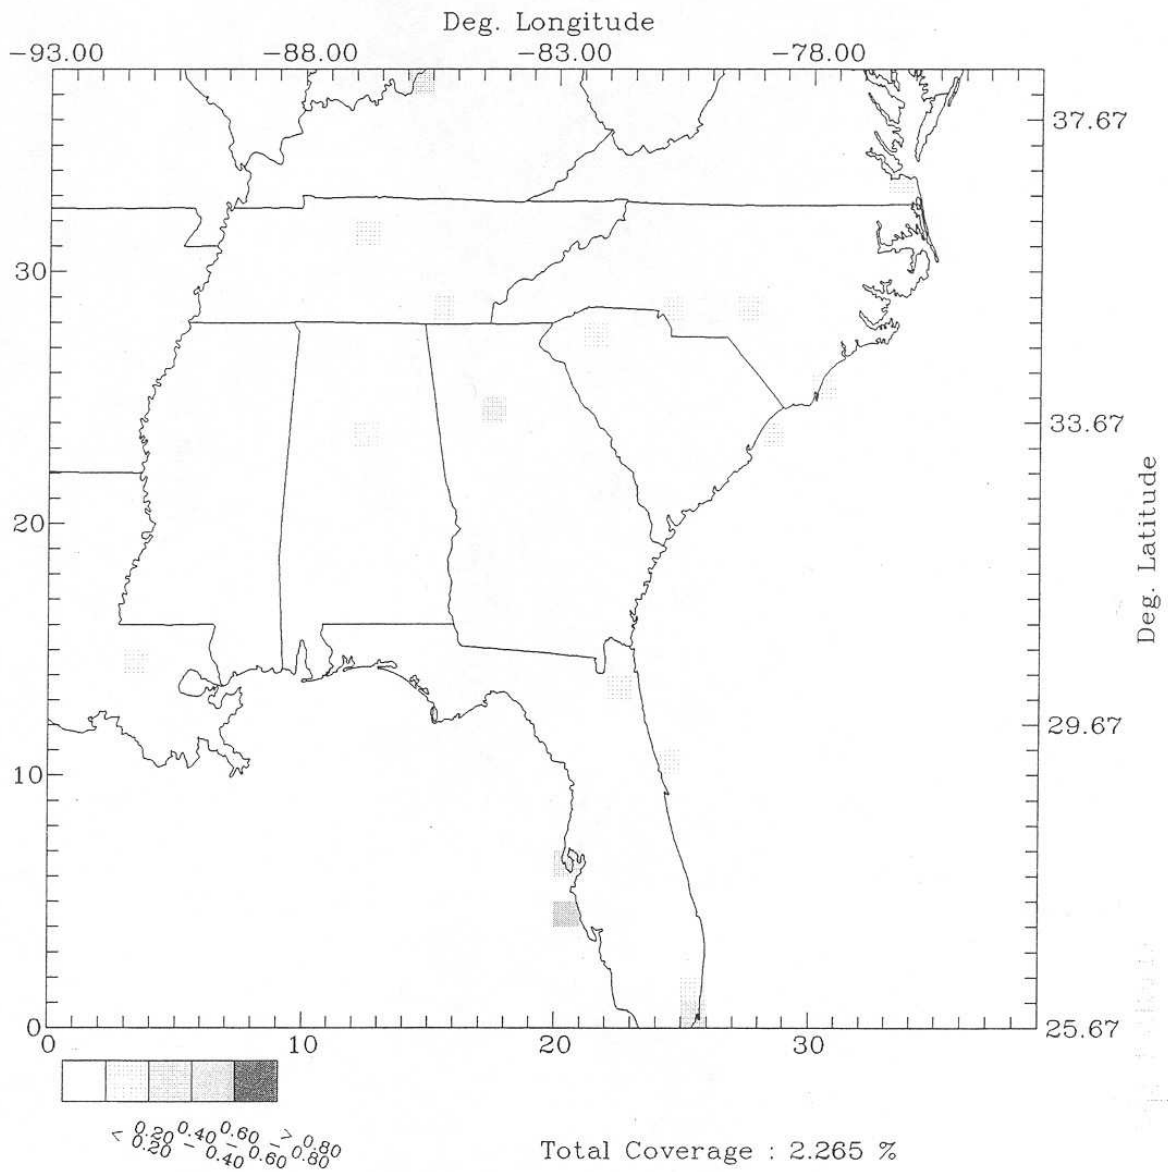 Deg. Longitude
-93.00 -88.00 -83.00 -78.00
37.67
30
33.67
20
Deg. Latitude
29.67
10
0
25.67
0 10 20 30
< 0.20
0.20 - 0.40
0.40 - 0.60
0.60 - 0.80
> 0.80
Total Coverage : 2.265 %